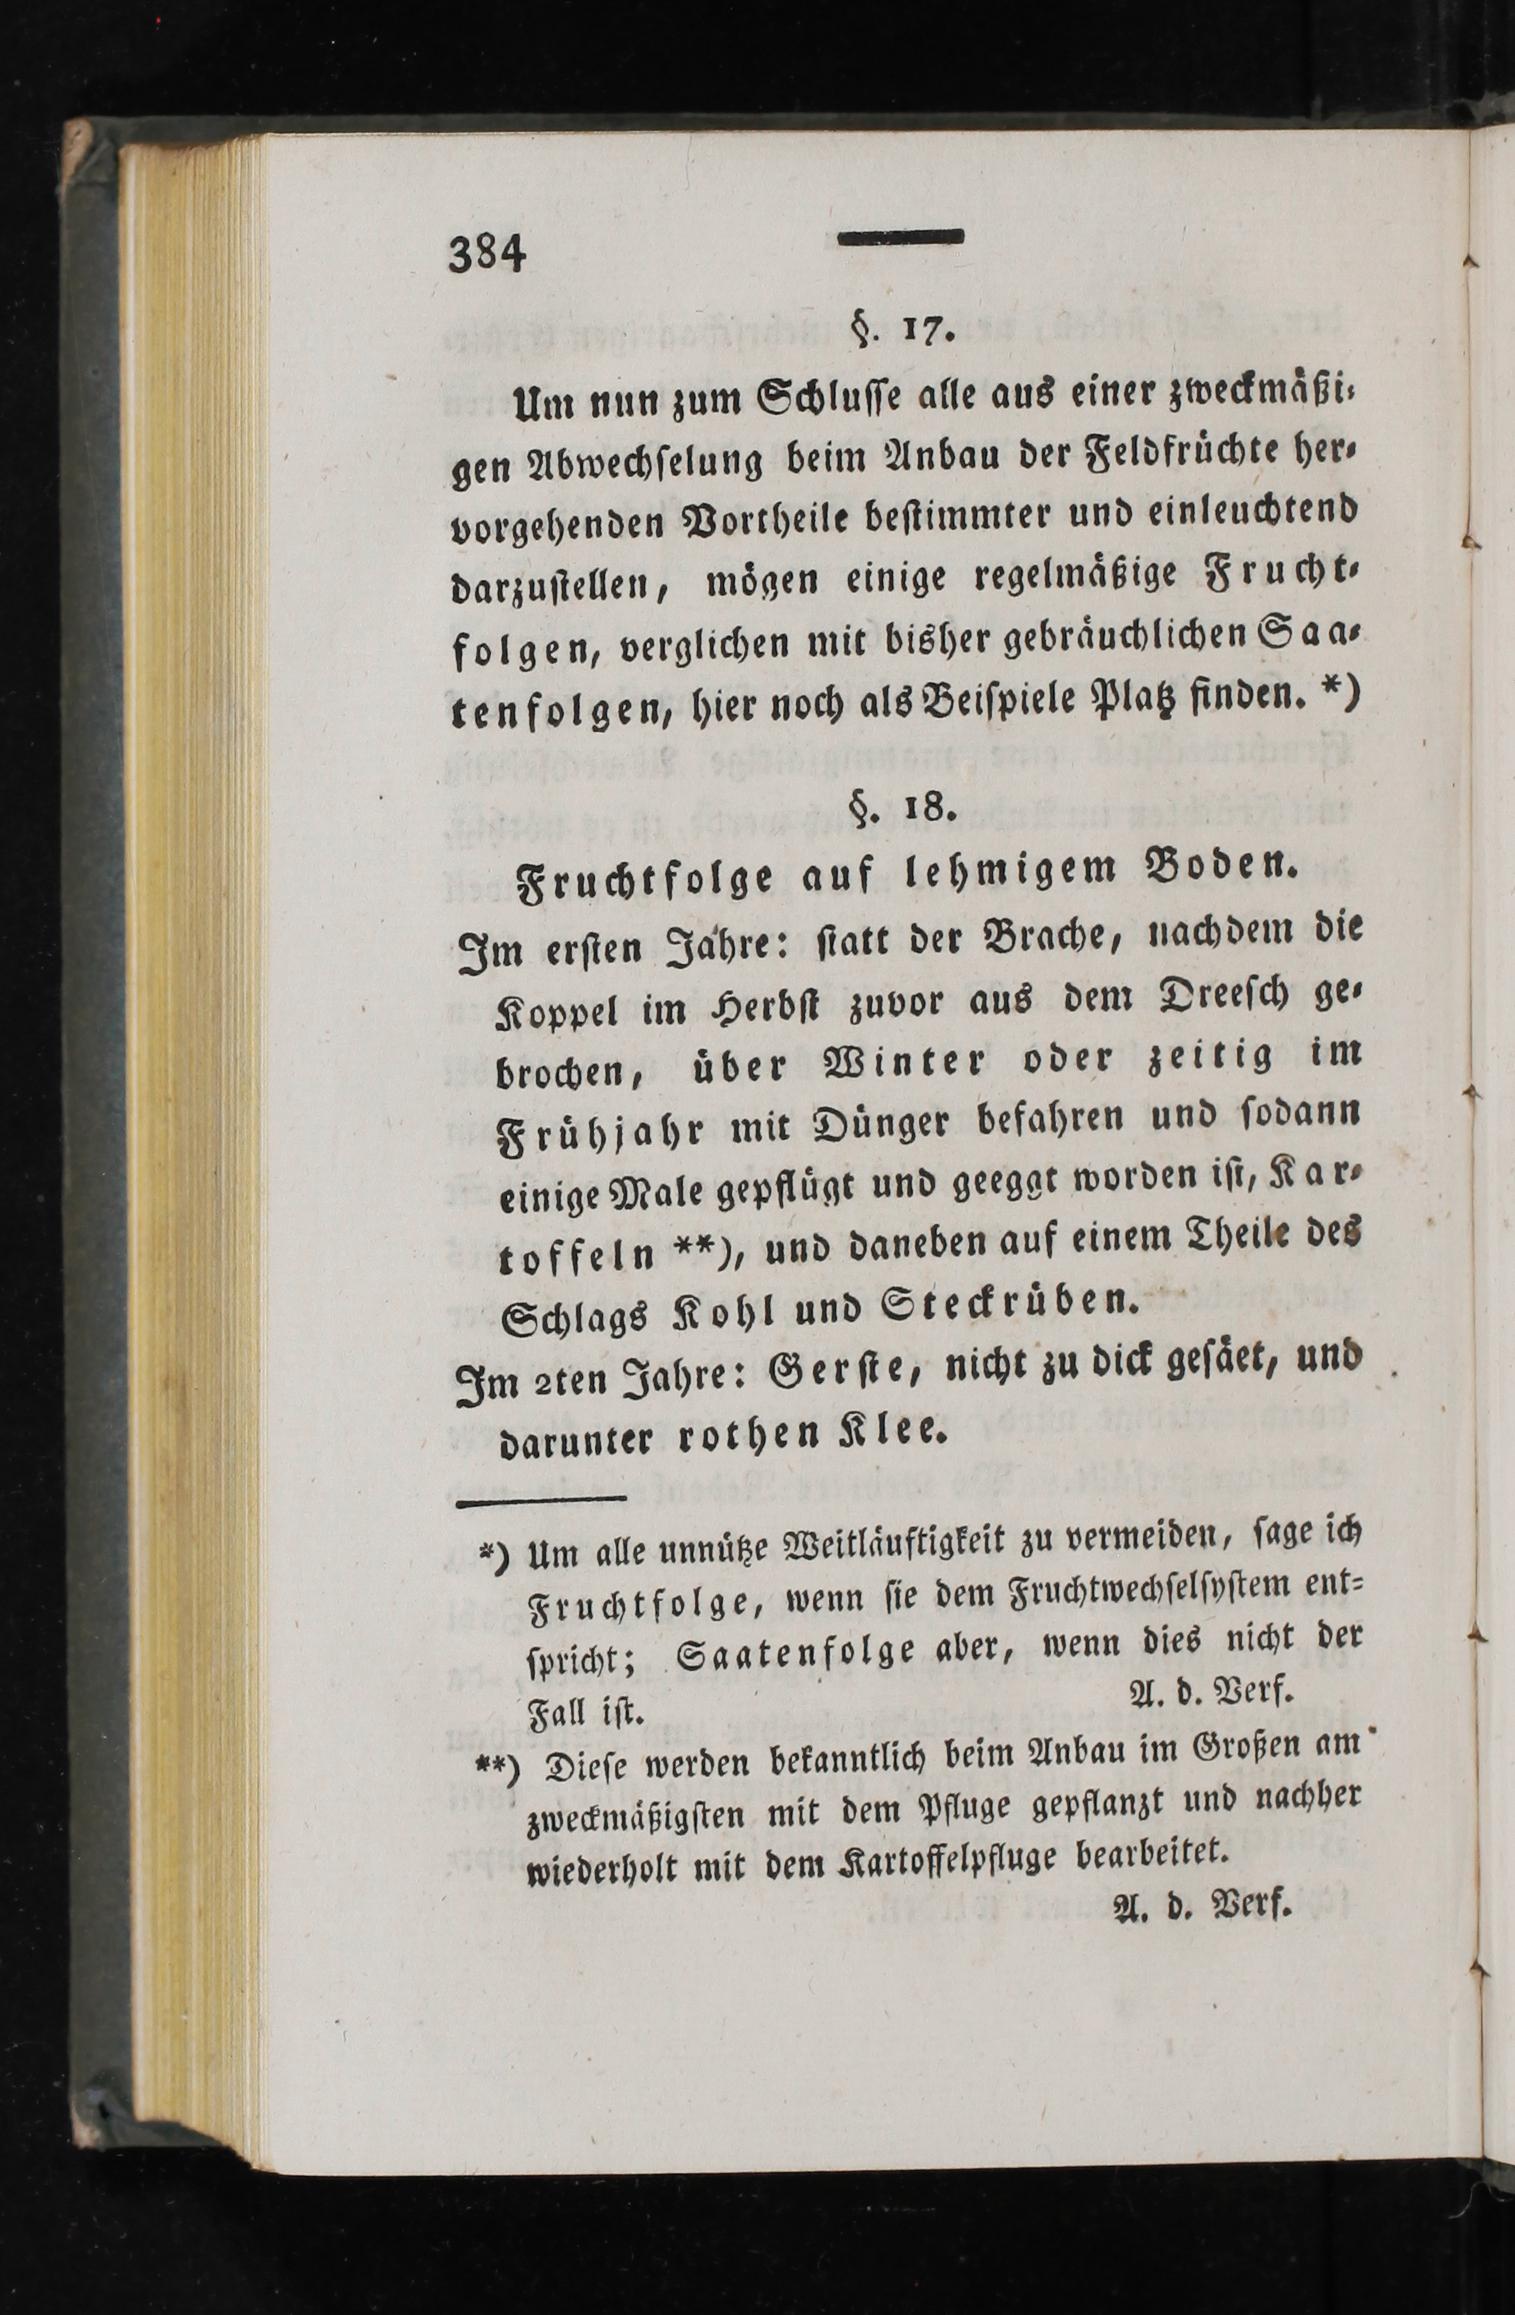 384
§. 17.
Um nun zum Schluſſe alle aus einer zweckmäßi-
gen Abwechſelung beim Anbau der Feldfrüchte her-
vorgehenden Vortheile beſtimmter und einleuchtend
darzuſtellen, mögen einige regelmäßige Frucht-
folgen, verglichen mit bisher gebräuchlichen Saa-
tenfolgen, hier noch als Beiſpiele Platz finden. *)
§. 18.
Fruchtfolge auf lehmigem Boden.
Im erſten Jahre: ſtatt der Brache, nachdem die
Koppel im Herbſt zuvor aus dem Dreeſch ge-
brochen, über Winter oder zeitig im
Frühjahr mit Dünger befahren und ſodann
einige Male gepflügt und geeggt worden iſt, Kar-
toffeln **), und daneben auf einem Theile des
Schlags Kohl und Steckrüben.
Im 2ten Jahre: Gerſte, nicht zu dick geſäet, und
darunter rothen Klee.
*) Um alle unnütze Weitläuftigkeit zu vermeiden, ſage ich
Fruchtfolge, wenn ſie dem Fruchtwechſelſyſtem ent-
ſpricht; Saatenfolge aber, wenn dies nicht der
Fall iſt. A. d. Verf.
**) Dieſe werden bekanntlich beim Anbau im Großen am
zweckmäßigſten mit dem Pfluge gepflanzt und nachher
wiederholt mit dem Kartoffelpfluge bearbeitet.
A. d. Verf.